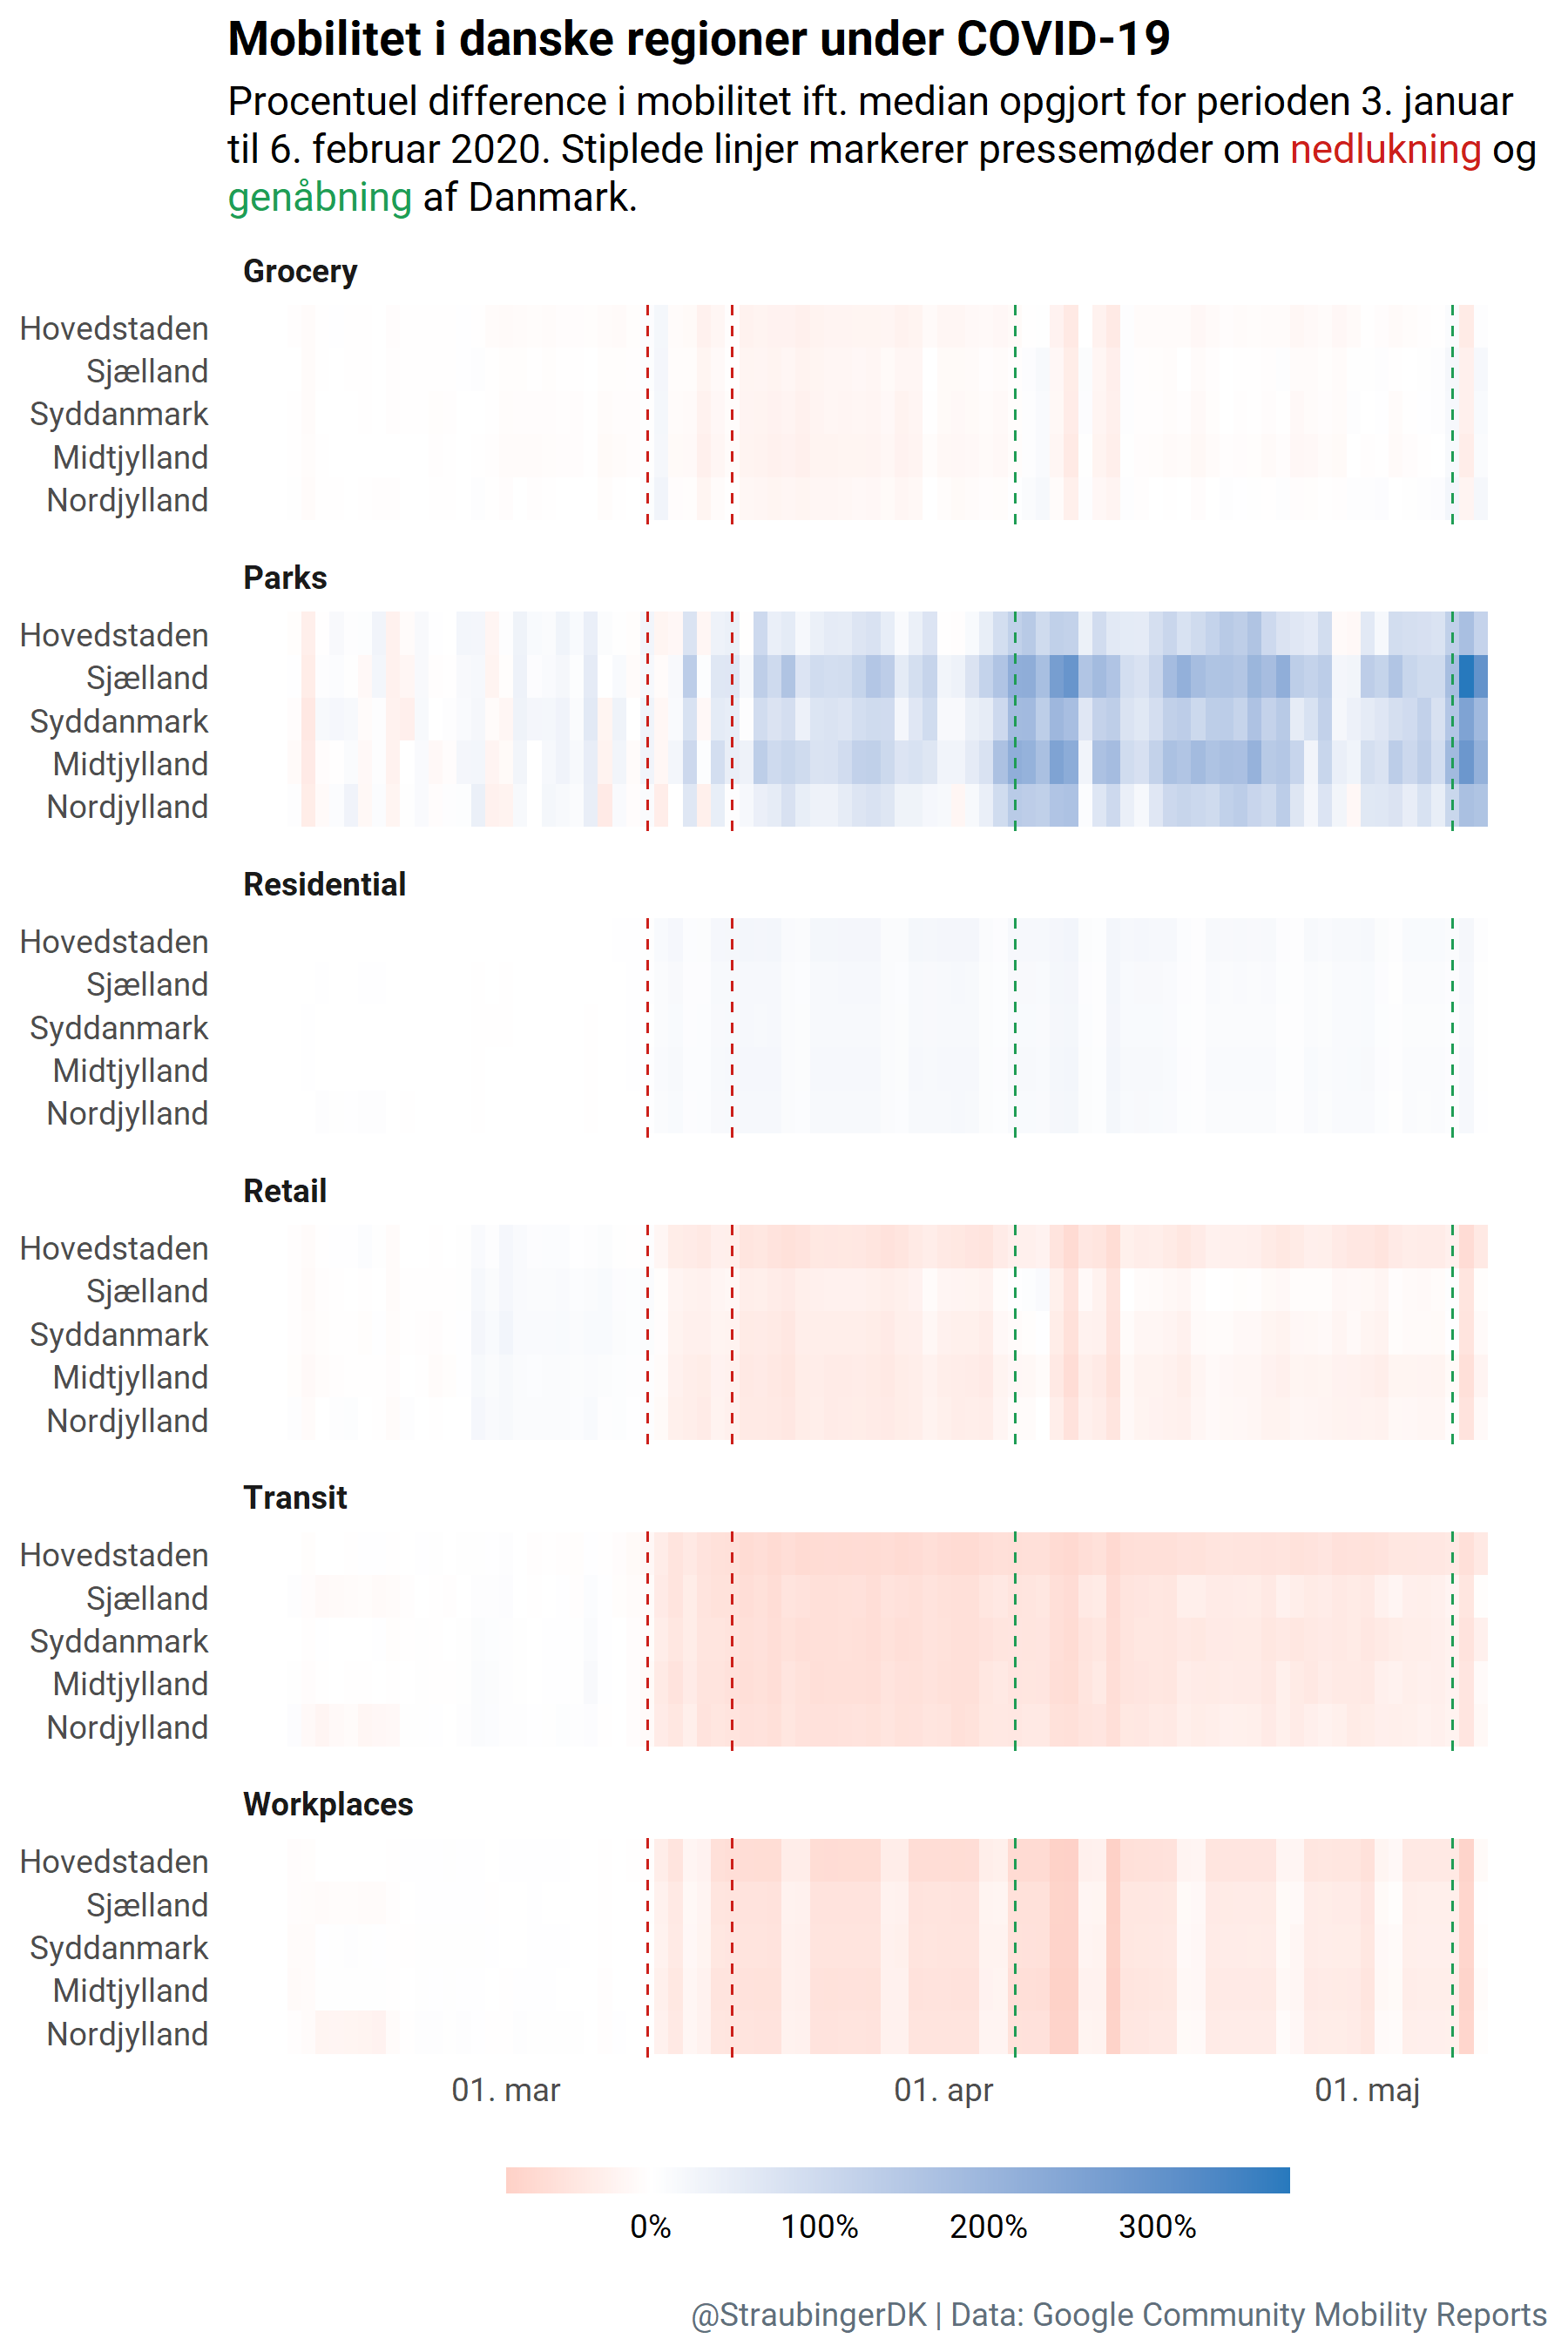 Mobilitet i danske regioner under COVID-19
Procentuel difference i mobilitet ift. median opgjort for perioden 3. januar
til 6. februar 2020. Stiplede linjer markerer pressemøder om nedlukning og
genåbning af Danmark.
Grocery
Hovedstaden
Sjælland
Syddanmark
Midtjylland
Nordjylland
Parks
Hovedstaden
Sjælland
Syddanmark
Midtjylland
Nordjylland
Residential
Hovedstaden
Sjælland
Syddanmark
Midtjylland
Nordjylland
Retail
Hovedstaden
Sjælland
Syddanmark
Midtjylland
Nordjylland
Transit
Hovedstaden
Sjælland
Syddanmark
Midtjylland
Nordjylland
Workplaces
Hovedstaden
Sjælland
Syddanmark
Midtjylland
Nordjylland
01. mar 01. apr 01. maj
0% 100% 200% 300%
@StraubingerDK | Data: Google Community Mobility Reports